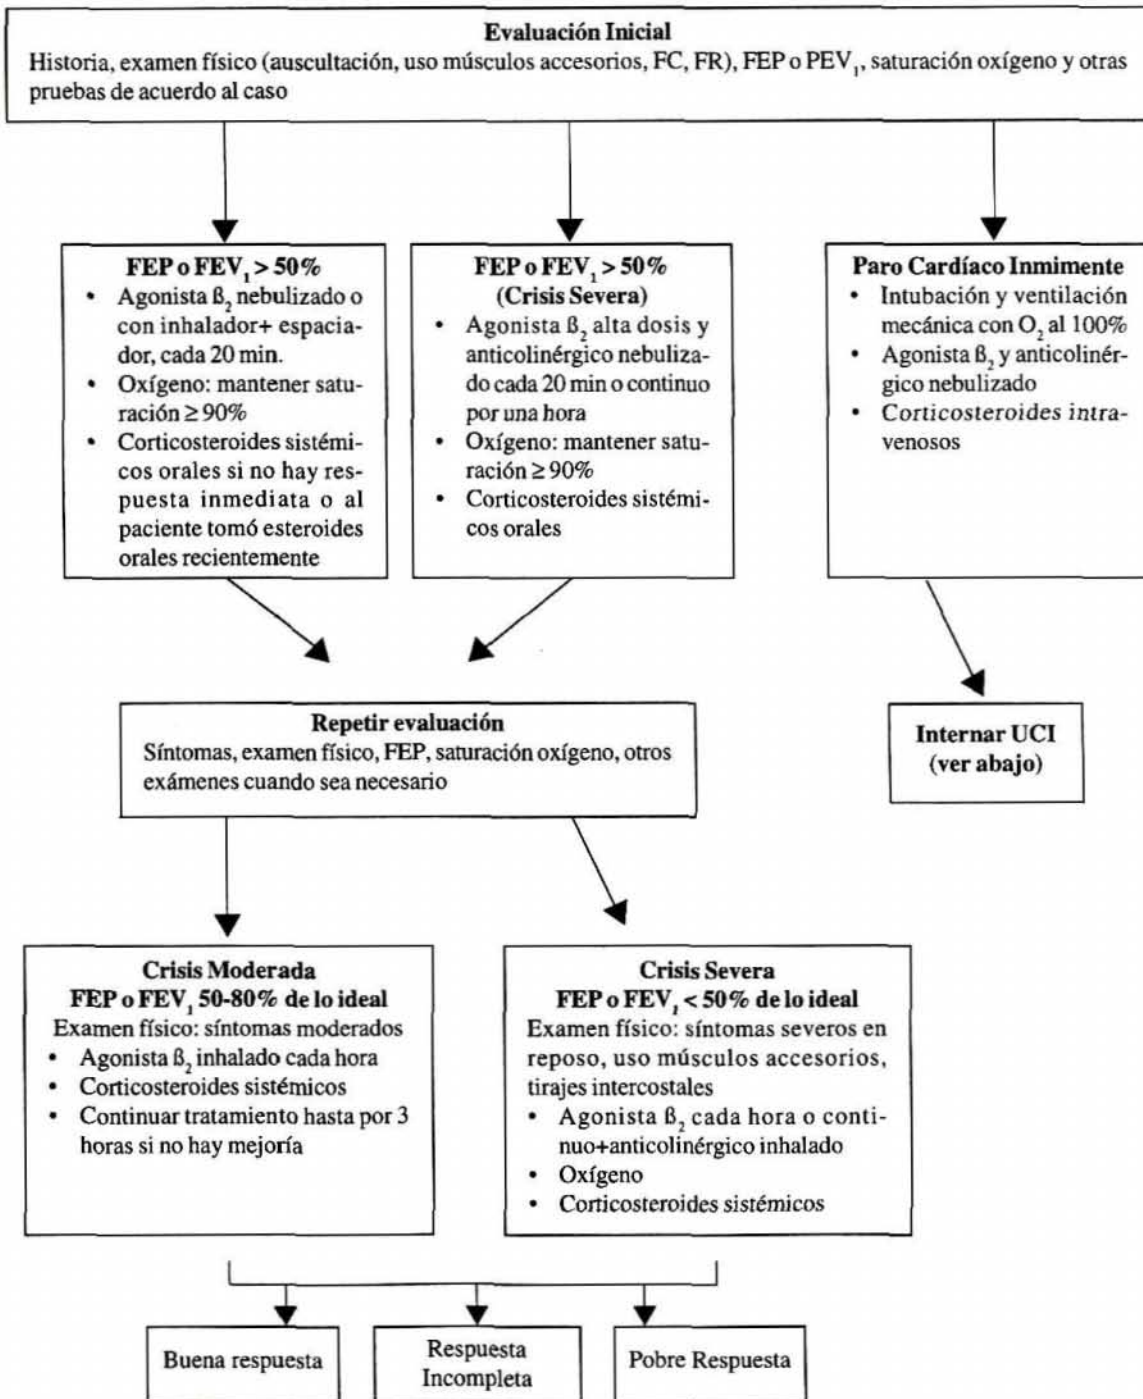 Evaluación Inicial
Historia, examen físico (auscultación, uso músculos accesorios, FC, FR), FEP o PEV₁, saturación oxígeno y otras
pruebas de acuerdo al caso
FEP o FEV₁ > 50%
• Agonista ß₂ nebulizado o
con inhalador+ espacia-
dor, cada 20 min.
• Oxígeno: mantener satu-
ración ≥ 90%
• Corticosteroides sistémi-
cos orales si no hay res-
puesta inmediata o al
paciente tomó esteroides
orales recientemente
FEP o FEV₁ > 50%
(Crisis Severa)
• Agonista ß₂ alta dosis y
anticolinérgico nebuliza-
do cada 20 min o continuo
por una hora
• Oxígeno: mantener satu-
ración ≥ 90%
• Corticosteroides sistémi-
cos orales
Paro Cardíaco Inmimente
• Intubación y ventilación
mecánica con O₂ al 100%
• Agonista ß₂ y anticolinér-
gico nebulizado
• Corticosteroides intra-
venosos
Repetir evaluación
Síntomas, examen físico, FEP, saturación oxígeno, otros
exámenes cuando sea necesario
Internar UCI
(ver abajo)
Crisis Moderada
FEP o FEV₁ 50-80% de lo ideal
Examen físico: síntomas moderados
• Agonista ß₂ inhalado cada hora
• Corticosteroides sistémicos
• Continuar tratamiento hasta por 3
horas si no hay mejoría
Crisis Severa
FEP o FEV₁ < 50% de lo ideal
Examen físico: síntomas severos en
reposo, uso músculos accesorios,
tirajes intercostales
• Agonista ß₂ cada hora o conti-
nuo+anticolinérgico inhalado
• Oxígeno
• Corticosteroides sistémicos
Buena respuesta
Respuesta
Incompleta
Pobre Respuesta